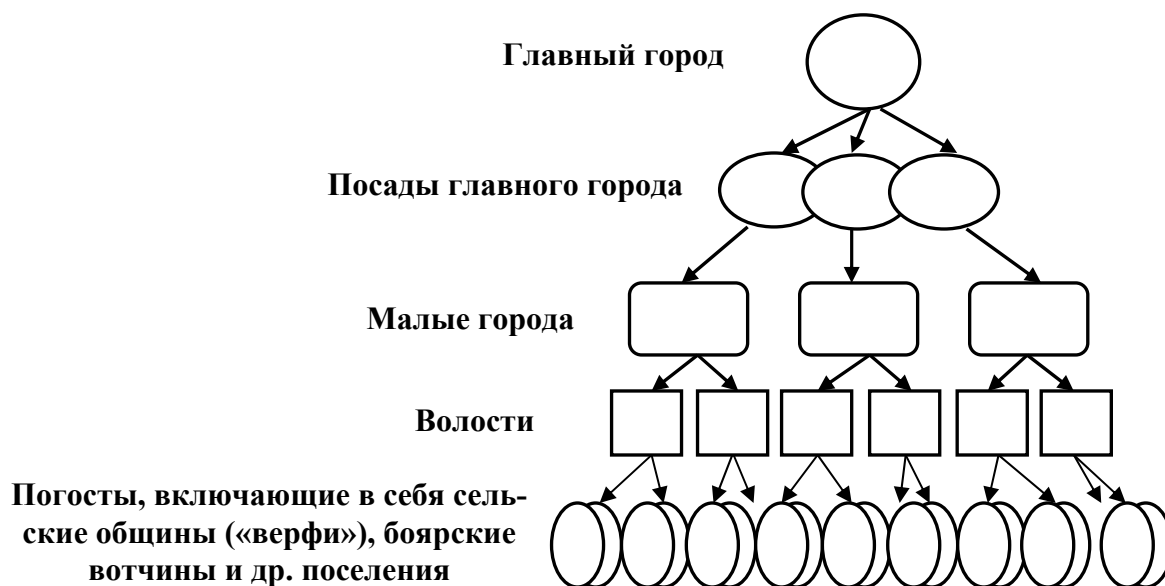 Главный город
Посады главного города
Малые города
Волости
Погосты, включающие в себя сель-
ские общины («верфи»), боярские
вотчины и др. поселения